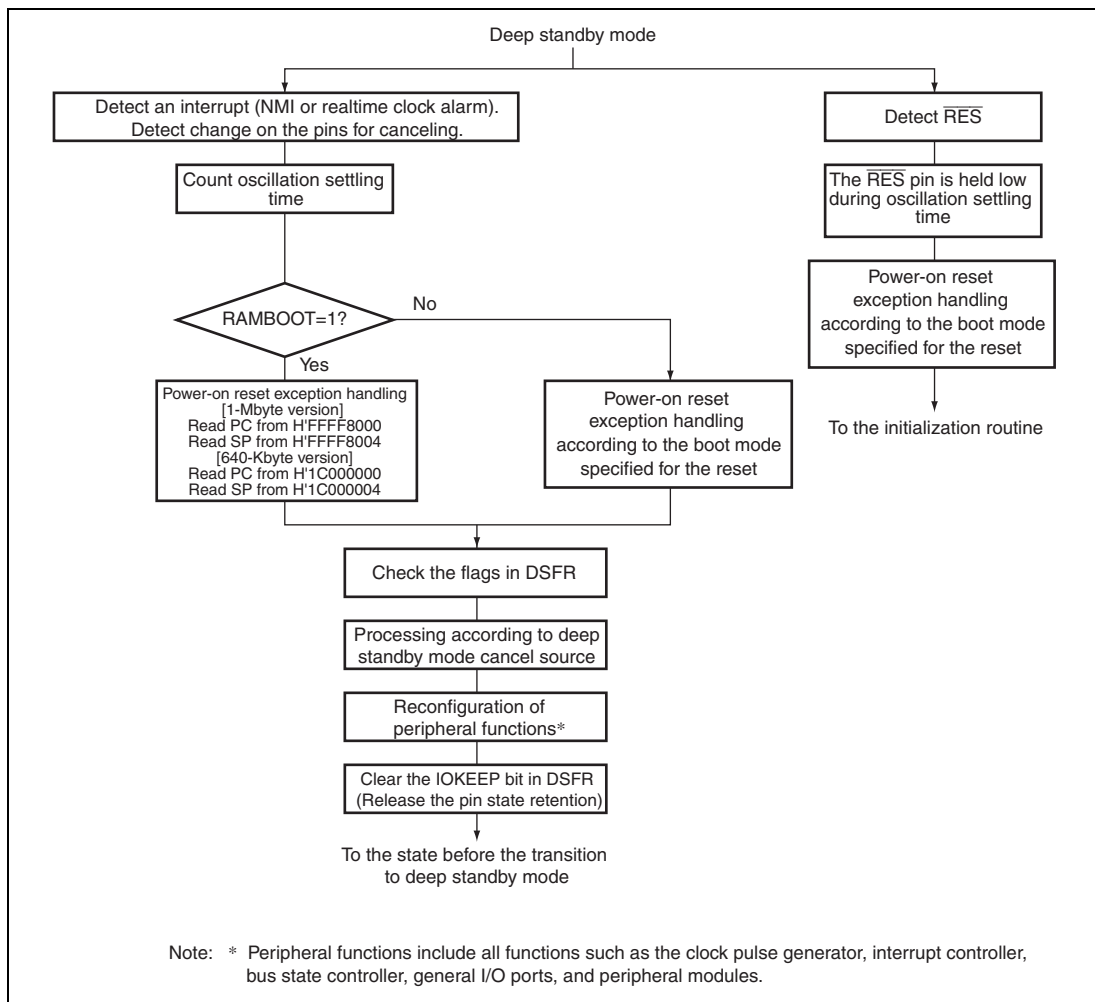 Deep standby mode
Detect an interrupt (NMI or realtime clock alarm).
Detect change on the pins for canceling.
Count oscillation settling
time
RAMBOOT=1?
No
Yes
Power-on reset exception handling
[1-Mbyte version]
Read PC from H'FFFF8000
Read SP from H'FFFF8004
[640-Kbyte version]
Read PC from H'1C000000
Read SP from H'1C000004
Power-on reset
exception handling
according to the boot mode
specified for the reset
Detect R̅E̅S̅
The R̅E̅S̅ pin is held low
during oscillation settling
time
Power-on reset
exception handling
according to the boot mode
specified for the reset
To the initialization routine
Check the flags in DSFR
Processing according to deep
standby mode cancel source
Reconfiguration of
peripheral functions*
Clear the IOKEEP bit in DSFR
(Release the pin state retention)
To the state before the transition
to deep standby mode
Note: * Peripheral functions include all functions such as the clock pulse generator, interrupt controller,
bus state controller, general I/O ports, and peripheral modules.